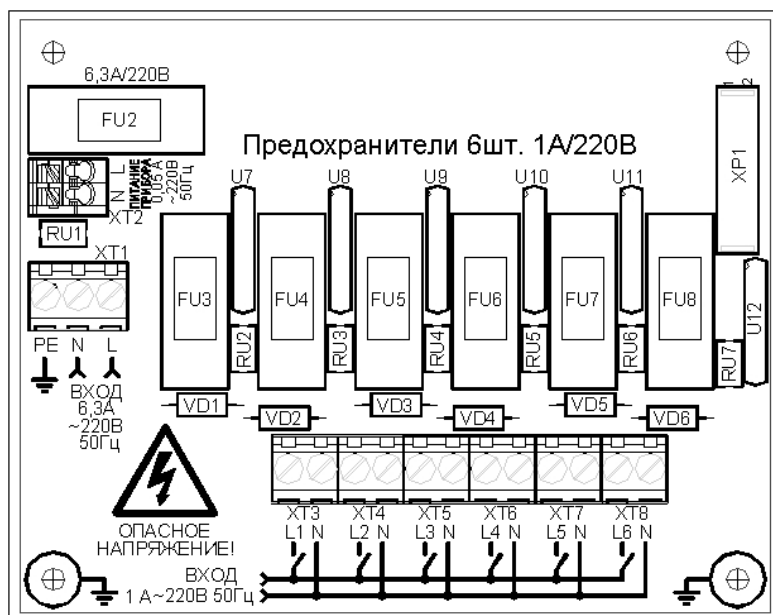 6,3А/220В
FU2
1 2
XP1
Предохранители 6шт. 1А/220В
L
N
ПИТАНИЕ
ПРИБОРА
0,05 А
~220В
50Гц
XT2
RU1
U7 U8 U9 U10 U11
XT1
FU3 FU4 FU5 FU6 FU7 FU8
U12
RU2 RU3 RU4 RU5 RU6 RU7
PE N L
ВХОД
6,3А
~220В
50Гц
VD1 VD2 VD3 VD4 VD5 VD6
XT3 XT4 XT5 XT6 XT7 XT8
L1 N L2 N L3 N L4 N L5 N L6 N
ОПАСНОЕ
НАПРЯЖЕНИЕ!
ВХОД
1 А~220В 50Гц